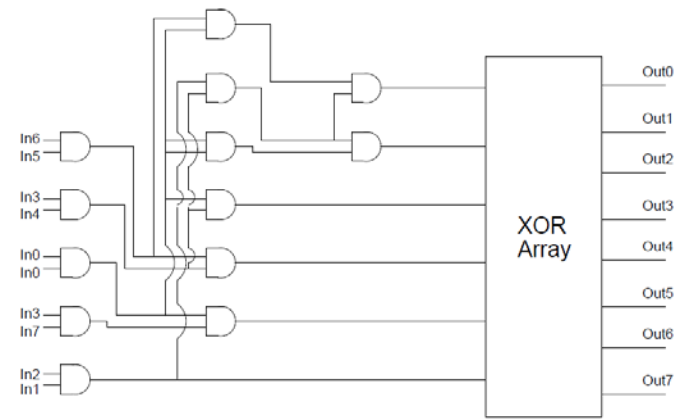 Out0
Out1
In6
In5
Out2
In3
In4
Out3
XOR
Array
Out4
In0
In0
Out5
In3
In7
Out6
In2
In1
Out7